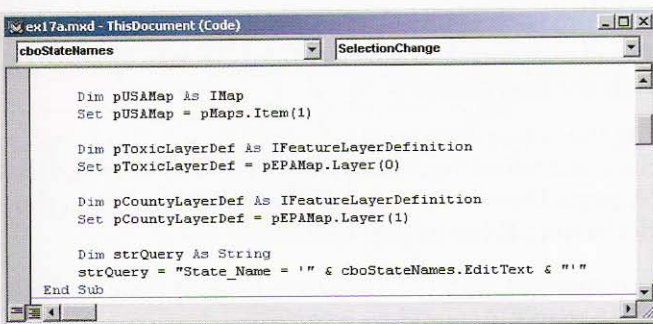 ex17a.mxd - ThisDocument (Code)
cboStateNames
SelectionChange
Dim pUSAMap As IMap
Set pUSAMap = pMaps.Item(1)
Dim pToxicLayerDef As IFeatureLayerDefinition
Set pToxicLayerDef = pEPAMap.Layer(0)
Dim pCountyLayerDef As IFeatureLayerDefinition
Set pCountyLayerDef = pEPAMap.Layer(1)
Dim strQuery As String
strQuery = "State_Name = '" & cboStateNames.EditText & "'"
End Sub